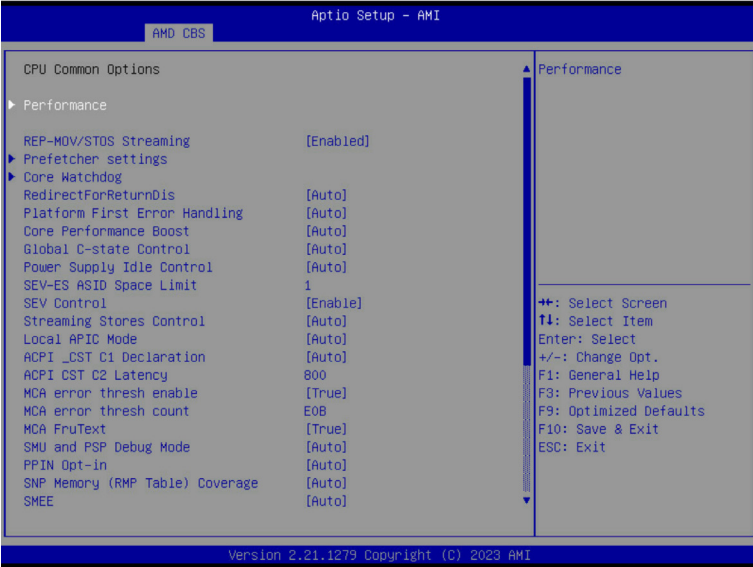 Aptio Setup - AMI
AMD CBS
CPU Common Options
Performance
REP-MOV/STOS Streaming [Enabled]
Prefetcher settings
Core Watchdog
RedirectForReturnDis [Auto]
Platform First Error Handling [Auto]
Core Performance Boost [Auto]
Global C-state Control [Auto]
Power Supply Idle Control [Auto]
SEV-ES ASID Space Limit 1
SEV Control [Enable]
Streaming Stores Control [Auto]
Local APIC Mode [Auto]
ACPI _CST C1 Declaration [Auto]
ACPI CST C2 Latency 800
MCA error thresh enable [True]
MCA error thresh count E0B
MCA FruText [True]
SMU and PSP Debug Mode [Auto]
PPIN Opt-in [Auto]
SNP Memory (RMP Table) Coverage [Auto]
SMEE [Auto]
Performance
→←: Select Screen
↑↓: Select Item
Enter: Select
+/-: Change Opt.
F1: General Help
F3: Previous Values
F9: Optimized Defaults
F10: Save & Exit
ESC: Exit
Version 2.21.1279 Copyright (C) 2023 AMI